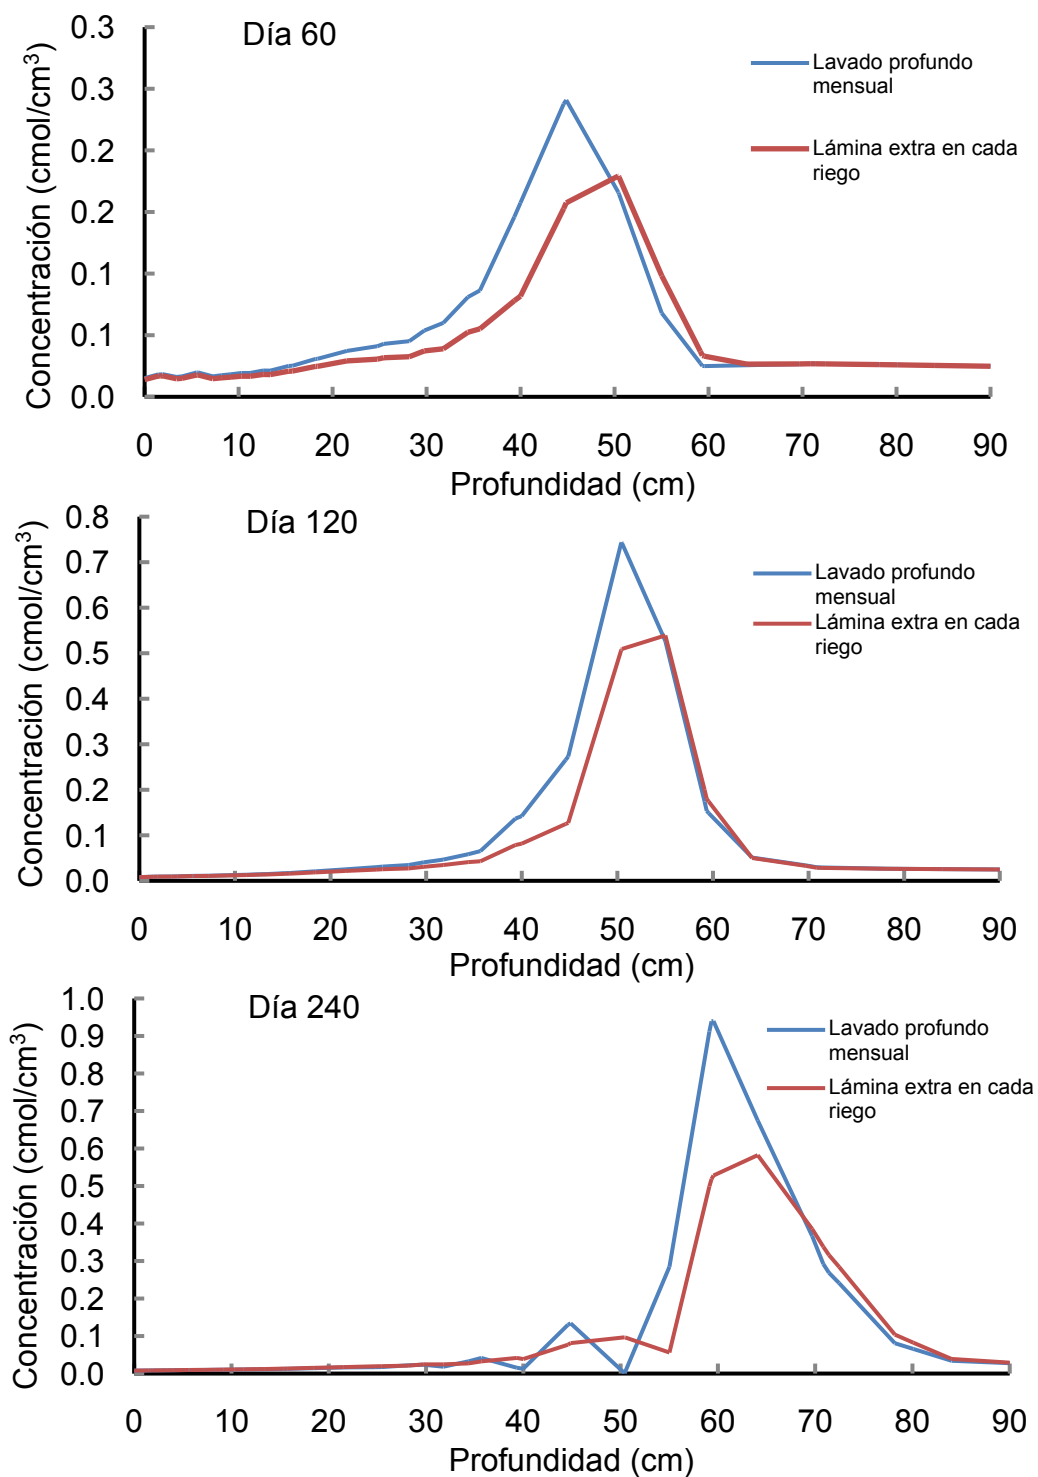 Día 60
Lavado profundo
mensual
Lámina extra en cada
riego
Concentración (cmol/cm³)
0.3
0.3
0.2
0.2
0.1
0.1
0.0
0 10 20 30 40 50 60 70 80 90
Profundidad (cm)
Día 120
Lavado profundo
mensual
Lámina extra en cada
riego
Concentración (cmol/cm³)
0.8
0.7
0.6
0.5
0.4
0.3
0.2
0.1
0.0
0 10 20 30 40 50 60 70 80 90
Profundidad (cm)
Día 240
Lavado profundo
mensual
Lámina extra en cada
riego
Concentración (cmol/cm³)
1.0
0.9
0.8
0.7
0.6
0.5
0.4
0.3
0.2
0.1
0.0
0 10 20 30 40 50 60 70 80 90
Profundidad (cm)